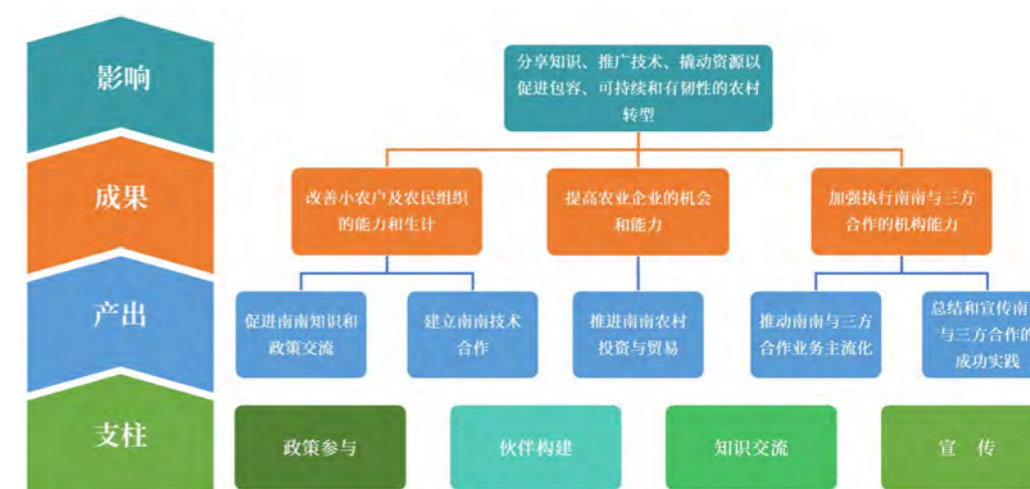 影响
分享知识、推广技术、撬动资源以
促进包容、可持续和有韧性的农村
转型
成果
改善小农户及农民组织
的能力和生计
提高农业企业的机会
和能力
加强执行南南与三方
合作的机构能力
产出
促进南南知识和
政策交流
建立南南技术
合作
推进南南农村
投资与贸易
推动南南与三方
合作业务主流化
总结和宣传南
与三方合作的
成功实践
支柱
政策参与
伙伴构建
知识交流
宣 传